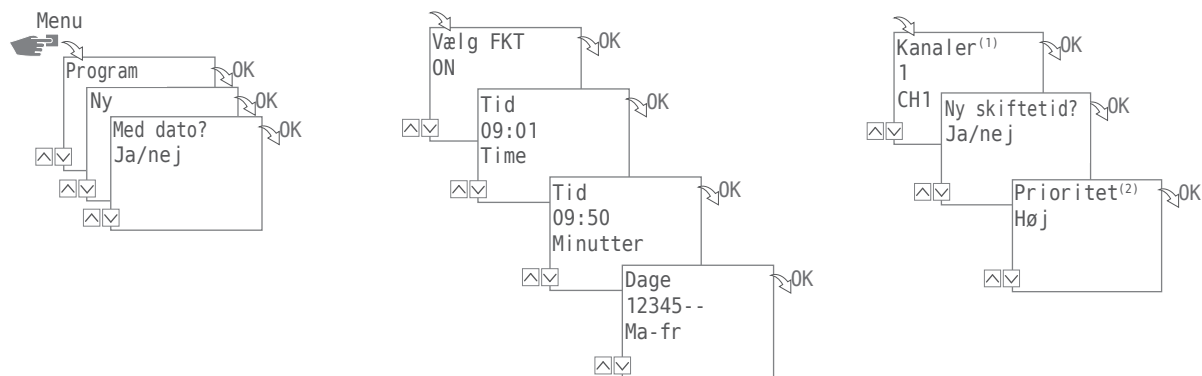 Menu
Program
OK
Ny
OK
Med dato?
OK
Ja/nej
Vælg FKT
OK
ON
Tid
OK
09:01
Time
Tid
OK
09:50
Minutter
Dage
OK
12345--
Ma-fr
Kanaler(1)
OK
1
CH1
Ny skiftetid?
OK
Ja/nej
Prioritet(2)
OK
Høj